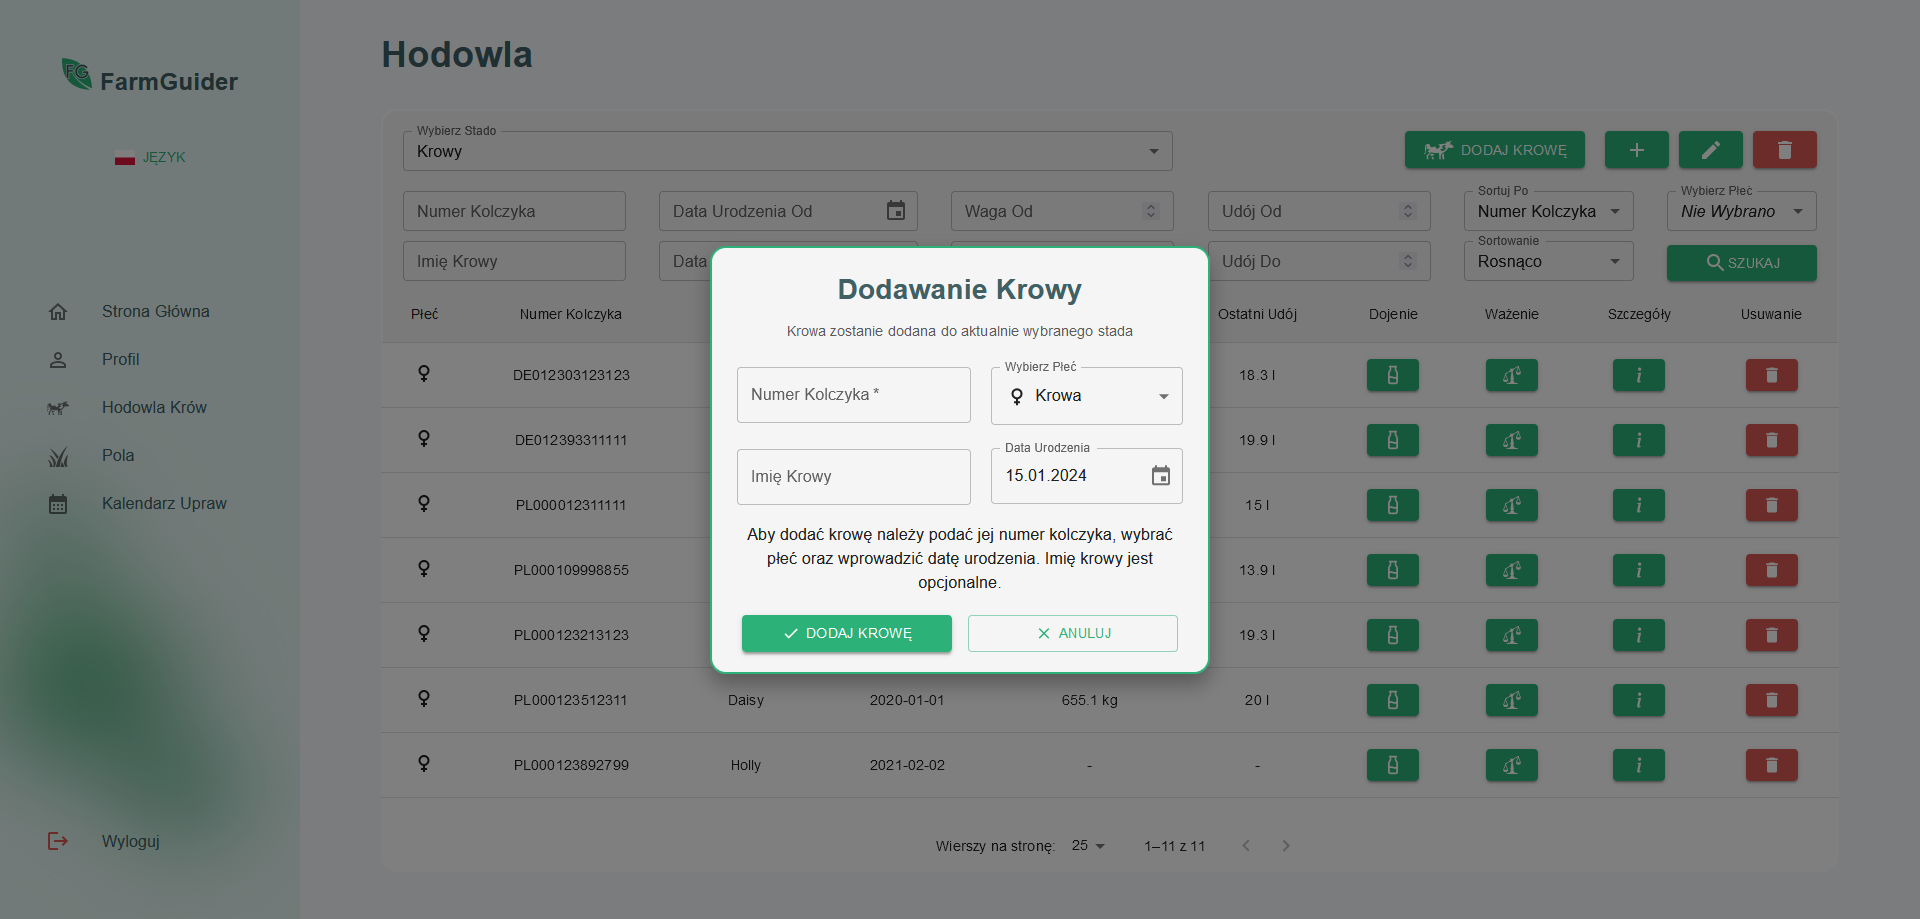 FG FarmGuider
JĘZYK
Strona Główna
Profil
Hodowla Krów
Pola
Kalendarz Upraw
Wyloguj
Hodowla
Wybierz Stado
Krowy
DODAJ KROWĘ
Numer Kolczyka
Data Urodzenia Od
Waga Od
Udój Od
Sortuj Po
Numer Kolczyka
Wybierz Płeć
Nie Wybrano
Imię Krowy
Data
Udój Do
Sortowanie
Rosnąco
SZUKAJ
Płeć Numer Kolczyka Ostatni Udój Dojenie Ważenie Szczegóły Usuwanie
DE012303123123 18.3 l
DE012393311111 19.9 l
PL000012311111 15 l
PL000109998855 13.9 l
PL000123213123 19.3 l
PL000123512311 Daisy 2020-01-01 655.1 kg 20 l
PL000123892799 Holly 2021-02-02 - -
Wierszy na stronę: 25 1–11 z 11
Dodawanie Krowy
Krowa zostanie dodana do aktualnie wybranego stada
Numer Kolczyka *
Wybierz Płeć
Krowa
Imię Krowy
Data Urodzenia
15.01.2024
Aby dodać krowę należy podać jej numer kolczyka, wybrać
płeć oraz wprowadzić datę urodzenia. Imię krowy jest
opcjonalne.
DODAJ KROWĘ
ANULUJ